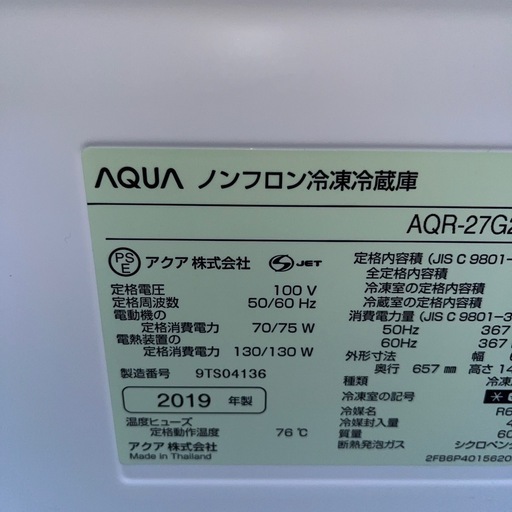 AQUA ノンフロン冷凍冷蔵庫
AQR-27G2
PS E アクア 株式会社 S JET
定格電圧 100 V
定格周波数 50/60 Hz
電動機の
定格消費電力 70/75 W
電熱装置の
定格消費電力 130/130 W
製造番号 9TS04136
2019 年製
温度ヒューズ
定格動作温度 76℃
アクア 株式会社
Made in Thailand
定格内容積 (JIS C 9801-
全定格内容積
冷凍室の定格内容積
冷蔵室の定格内容積
消費電力量 (JIS C 9801-3
50Hz 367
60Hz 367
外形寸法 幅
奥行 657 mm 高さ 14
種類 冷凍
冷凍室の記号
冷媒名 R6
冷媒封入量 4
質量 60
断熱発泡ガス シクロペン
2FB6P4015620